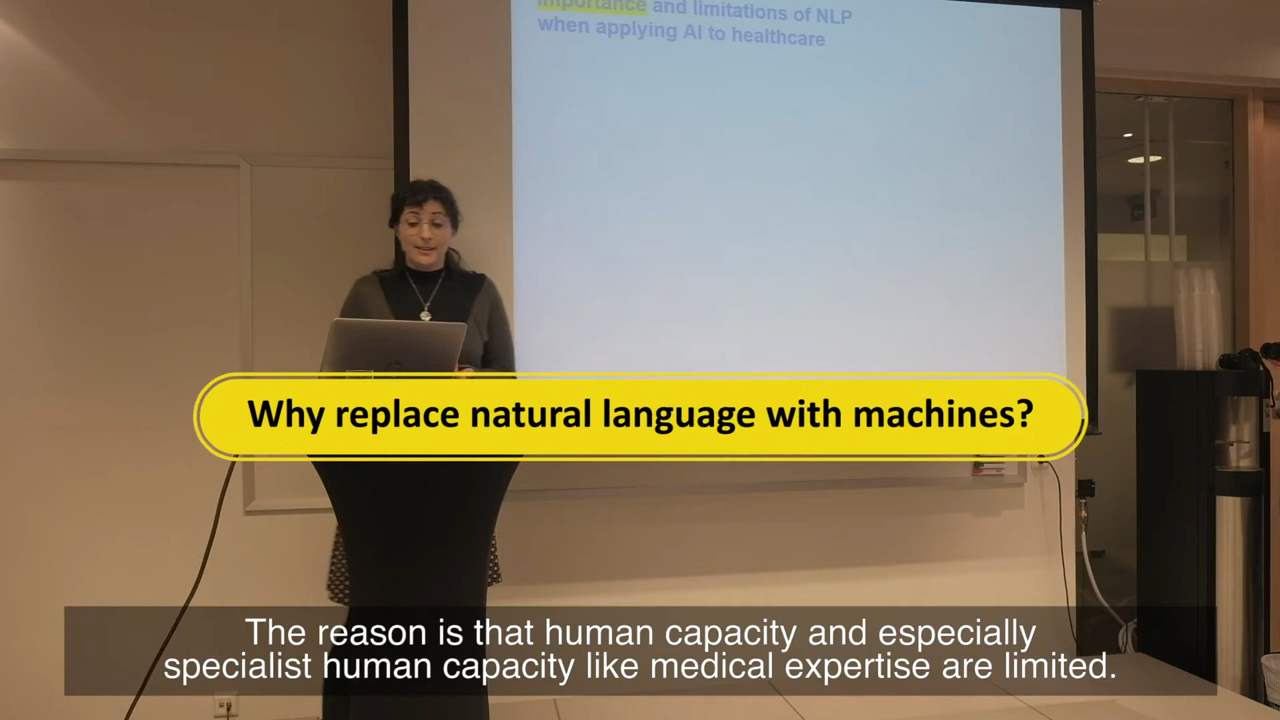 importance and limitations of NLP
when applying AI to healthcare
Why replace natural language with machines?
The reason is that human capacity and especially
specialist human capacity like medical expertise are limited.